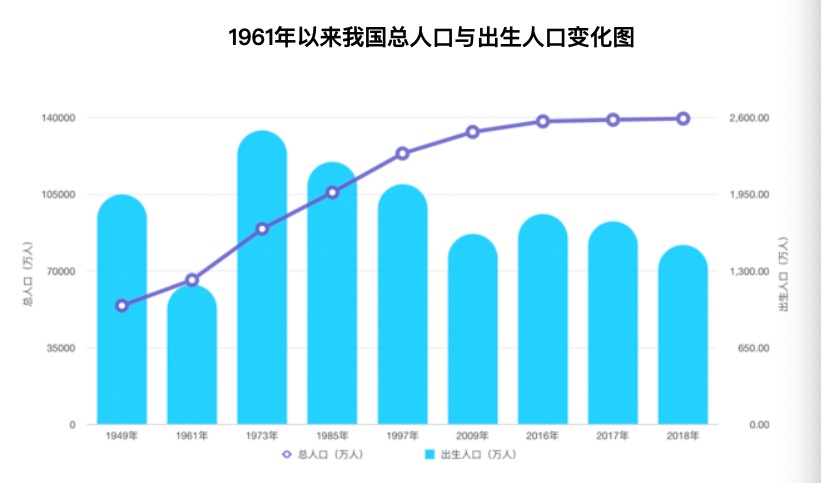 1961年以来我国总人口与出生人口变化图
140000
105000
70000
35000
0
总人口（万人）
2,600.00
1,950.00
1,300.00
650.00
0.00
出生人口（万人）
1949年 1961年 1973年 1985年 1997年 2009年 2016年 2017年 2018年
总人口（万人） 出生人口（万人）